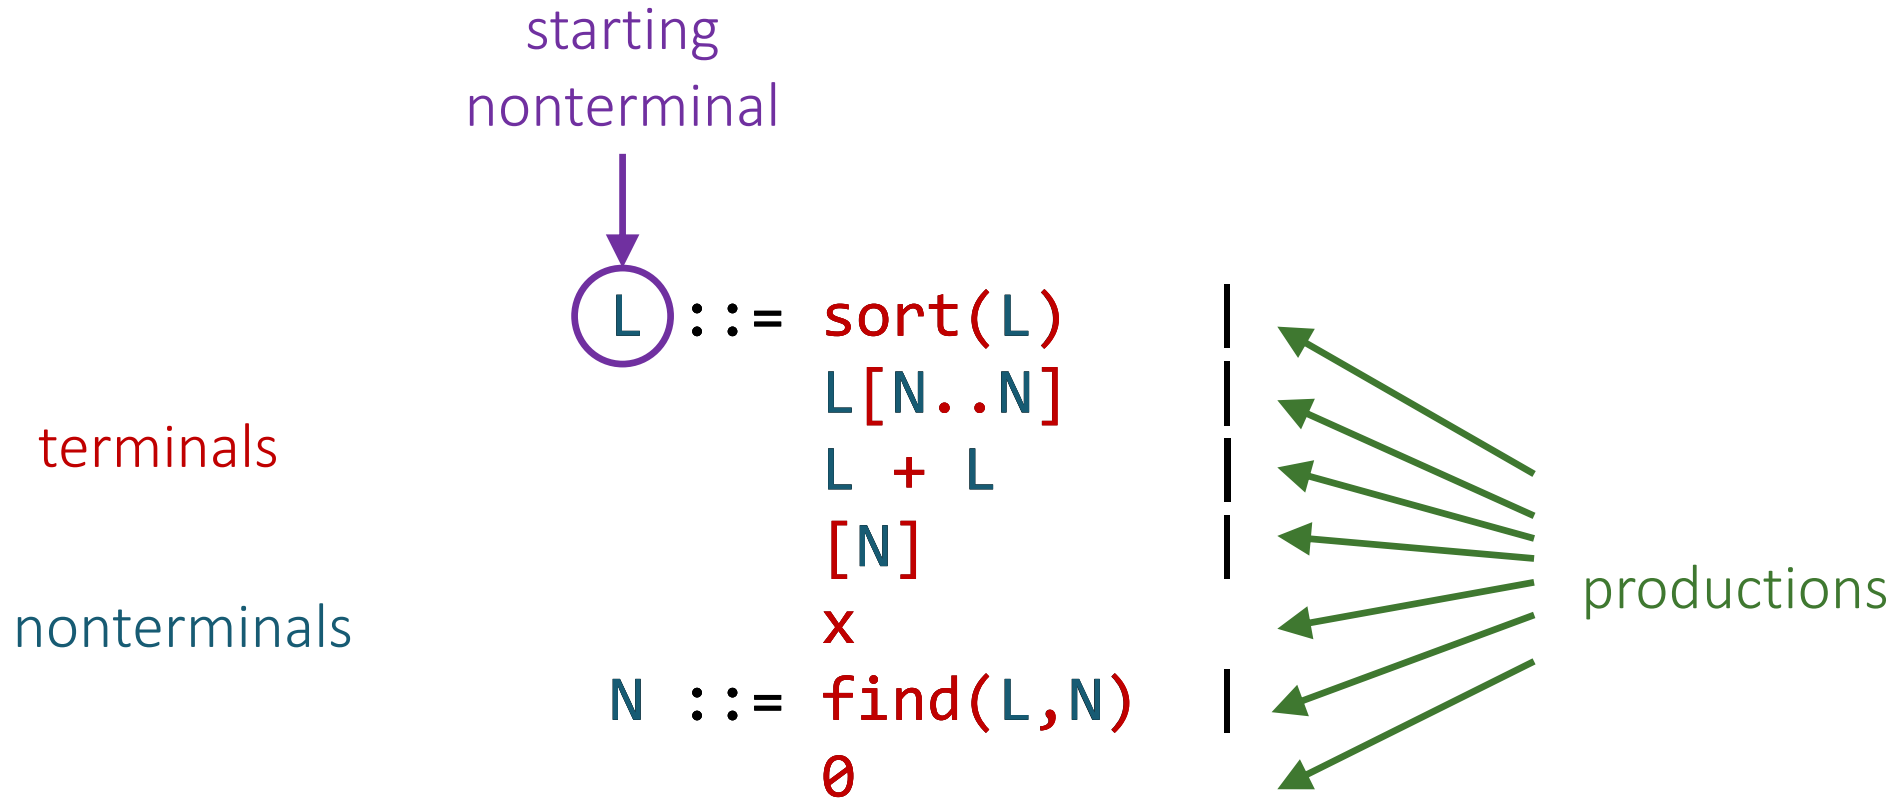 starting
nonterminal
L ::= sort(L) |
L[N..N] |
terminals
L + L |
[N] |
productions
nonterminals
x
N ::= find(L,N) |
0